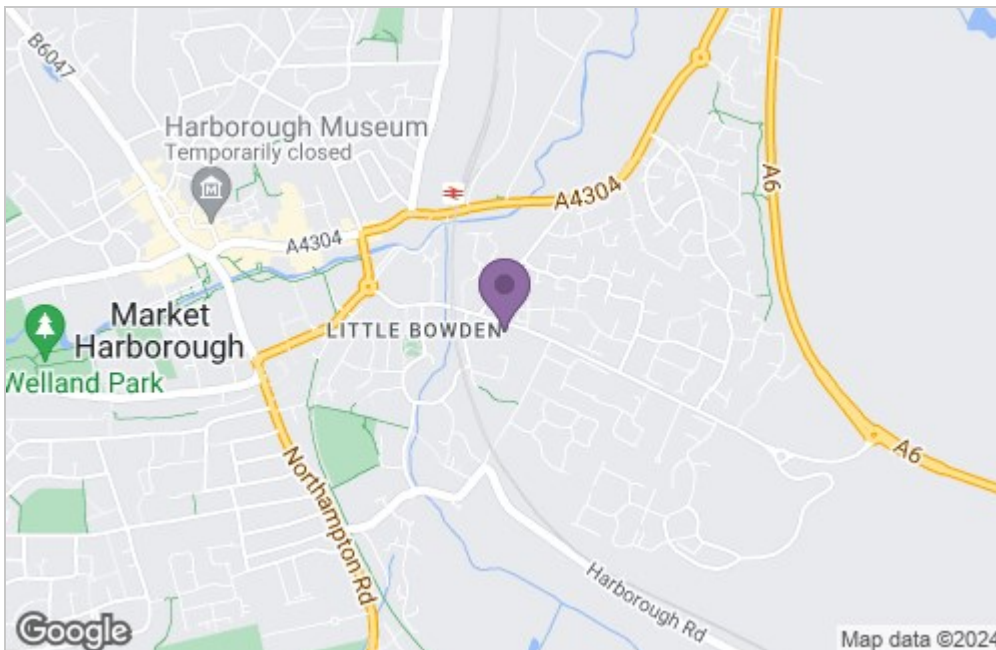 B6047
Harborough Museum
Temporarily closed
A4304
A4304
A6
Market
Harborough
LITTLE BOWDEN
Welland Park
Northampton Rd
A6
Harborough Rd
Google
Map data ©2024